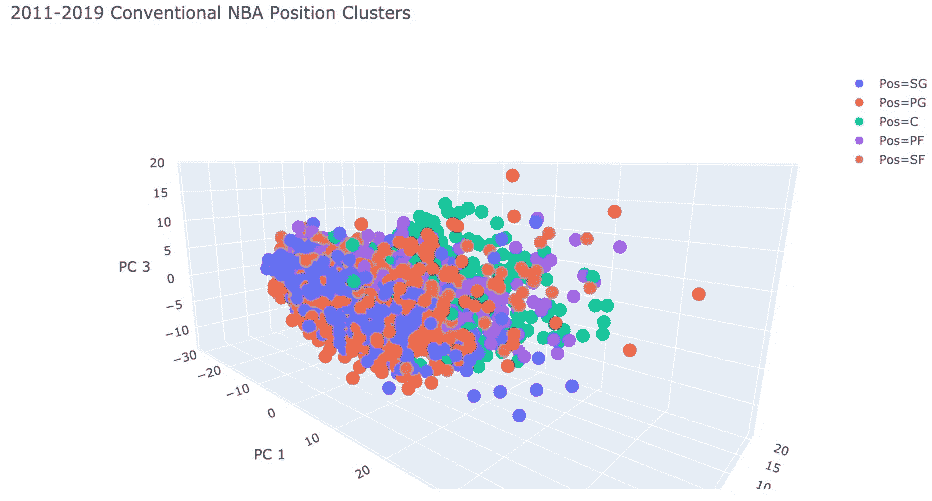 2011-2019 Conventional NBA Position Clusters
Pos=SG
Pos=PG
Pos=C
Pos=PF
Pos=SF
20
15
10
5
0
−5
−10
PC 3
−30
−20
−10
0
10
20
PC 1
20
15
10